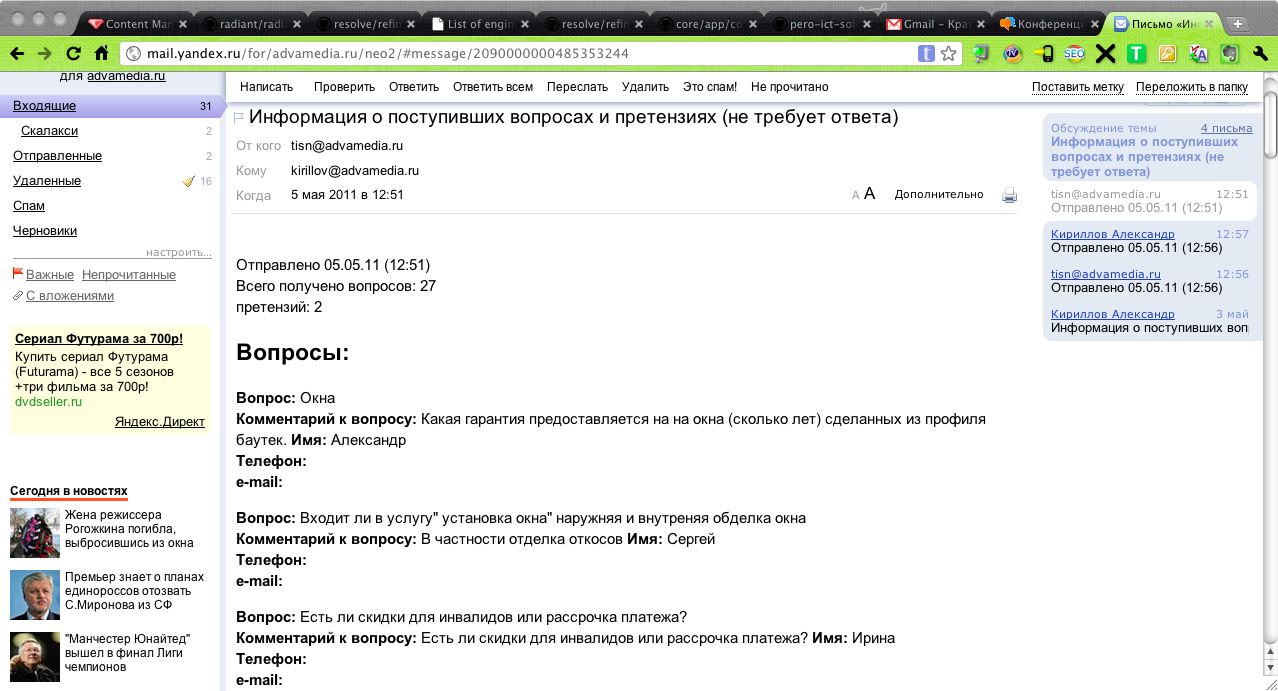 Content Man
radiant/radia
resolve/refin
List of engin
resolve/refin
core/app/co
pero-ict-sol
Gmail - Крат
Конференци
Письмо «Ин
mail.yandex.ru/for/advamedia.ru/neo2/#message/2090000000485353244
для advamedia.ru
Входящие 31
Скалакси 2
Отправленные 2
Удаленные 16
Спам
Черновики
настроить...
Важные Непрочитанные
С вложениями
Сериал Футурама за 700р!
Купить сериал Футурама
(Futurama) - все 5 сезонов
+три фильма за 700р!
dvdseller.ru
Яндекс.Директ
Сегодня в новостях
Жена режиссера
Рогожкина погибла,
выбросившись из окна
Премьер знает о планах
единороссов отозвать
С.Миронова из СФ
"Манчестер Юнайтед"
вышел в финал Лиги
чемпионов
Написать Проверить Ответить Ответить всем Переслать Удалить Это спам! Не прочитано Поставить метку Переложить в папку
Информация о поступивших вопросах и претензиях (не требует ответа)
От кого tisn@advamedia.ru
Кому kirillov@advamedia.ru
Когда 5 мая 2011 в 12:51
А А Дополнительно
Отправлено 05.05.11 (12:51)
Всего получено вопросов: 27
претензий: 2
Вопросы:
Вопрос: Окна
Комментарий к вопросу: Какая гарантия предоставляется на на окна (сколько лет) сделанных из профиля
баутек. Имя: Александр
Телефон:
e-mail:
Вопрос: Входит ли в услугу" установка окна" наружняя и внутреняя обделка окна
Комментарий к вопросу: В частности отделка откосов Имя: Сергей
Телефон:
e-mail:
Вопрос: Есть ли скидки для инвалидов или рассрочка платежа?
Комментарий к вопросу: Есть ли скидки для инвалидов или рассрочка платежа? Имя: Ирина
Телефон:
e-mail:
Обсуждение темы 4 письма
Информация о поступивших
вопросах и претензиях (не
требует ответа)
tisn@advamedia.ru 12:51
Отправлено 05.05.11 (12:51)
Кириллов Александр 12:57
Отправлено 05.05.11 (12:56)
tisn@advamedia.ru 12:56
Отправлено 05.05.11 (12:56)
Кириллов Александр 3 май
Информация о поступивших воп